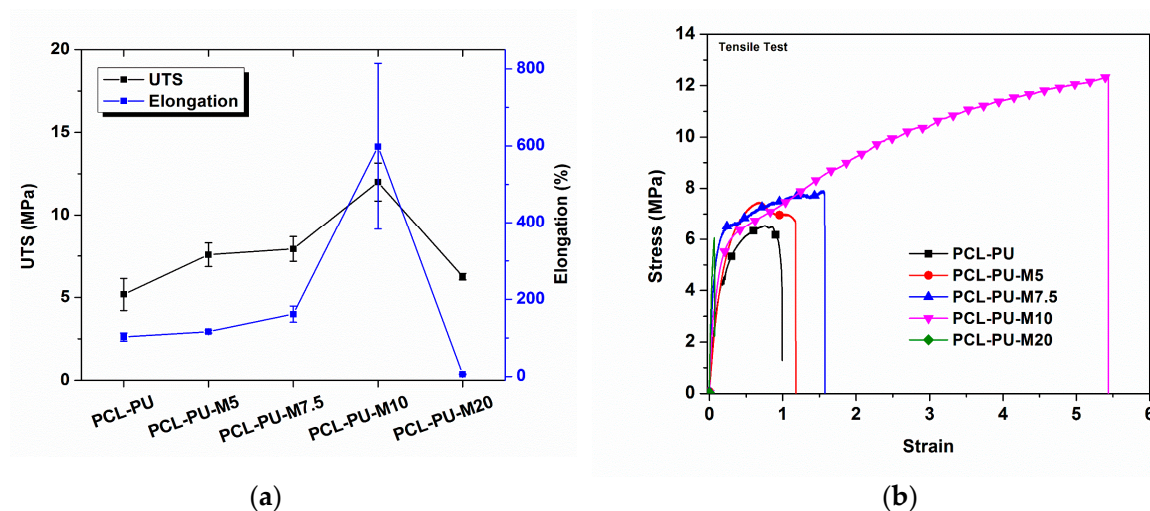 20
15
10
5
0
UTS (MPa)
UTS
Elongation
800
600
400
200
0
Elongation (%)
PCL-PU
PCL-PU-M5
PCL-PU-M7.5
PCL-PU-M10
PCL-PU-M20
(a)
14
12
10
8
6
4
2
0
Stress (MPa)
Tensile Test
PCL-PU
PCL-PU-M5
PCL-PU-M7.5
PCL-PU-M10
PCL-PU-M20
0 1 2 3 4 5 6
Strain
(b)